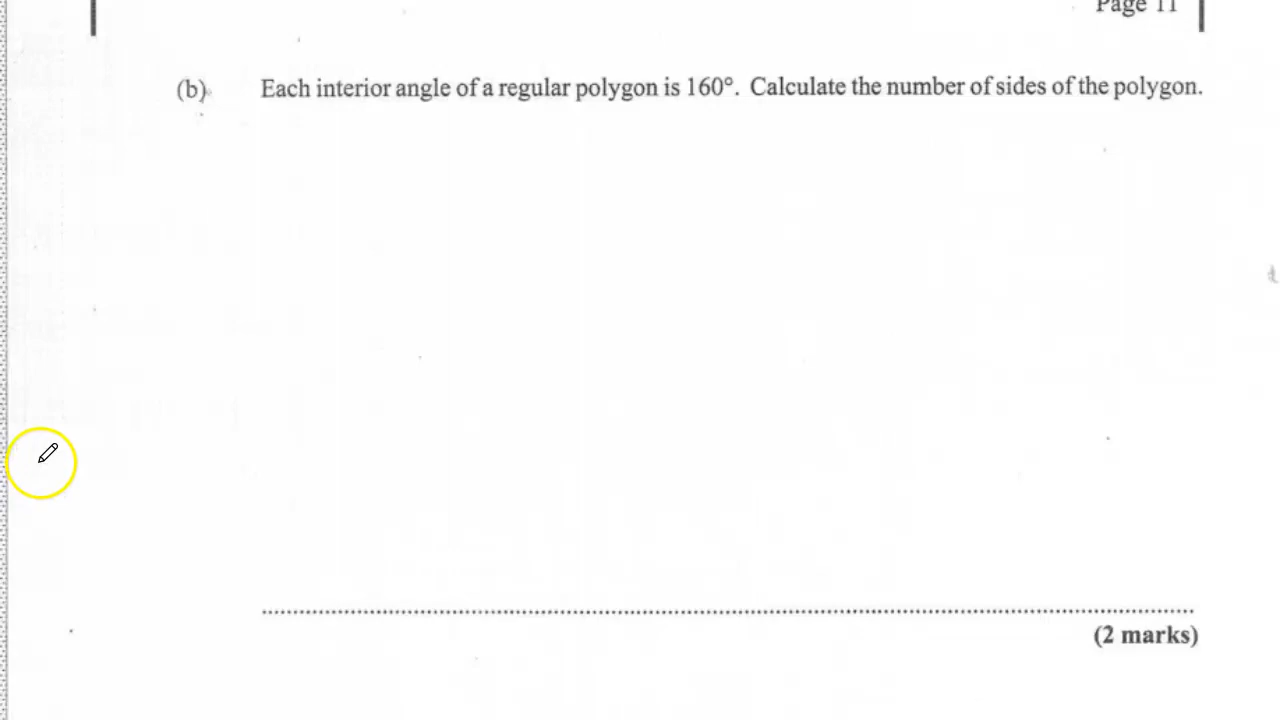 Page 11
(b) Each interior angle of a regular polygon is 160°. Calculate the number of sides of the polygon.
(2 marks)